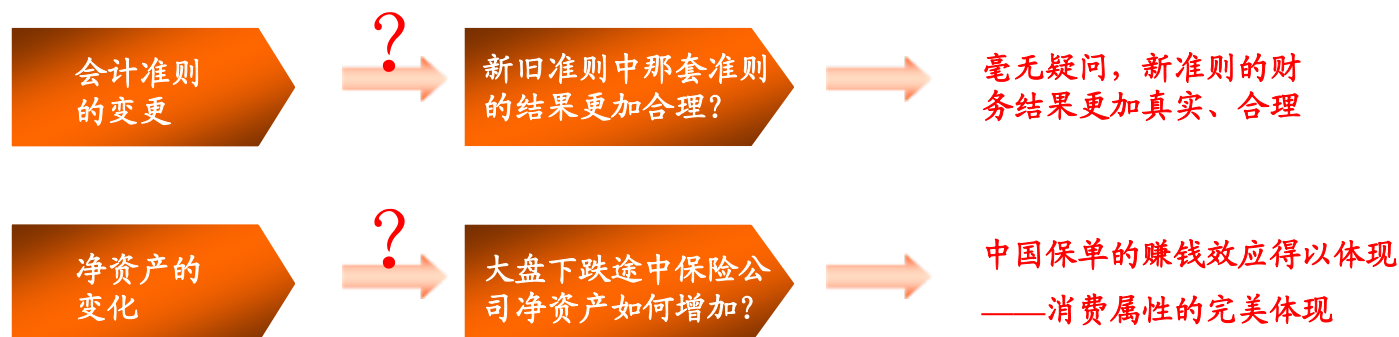 会计准则
的变更
?
新旧准则中那套准则
的结果更加合理？
毫无疑问，新准则的财
务结果更加真实、合理
净资产的
变化
?
大盘下跌途中保险公
司净资产如何增加？
中国保单的赚钱效应得以体现
——消费属性的完美体现